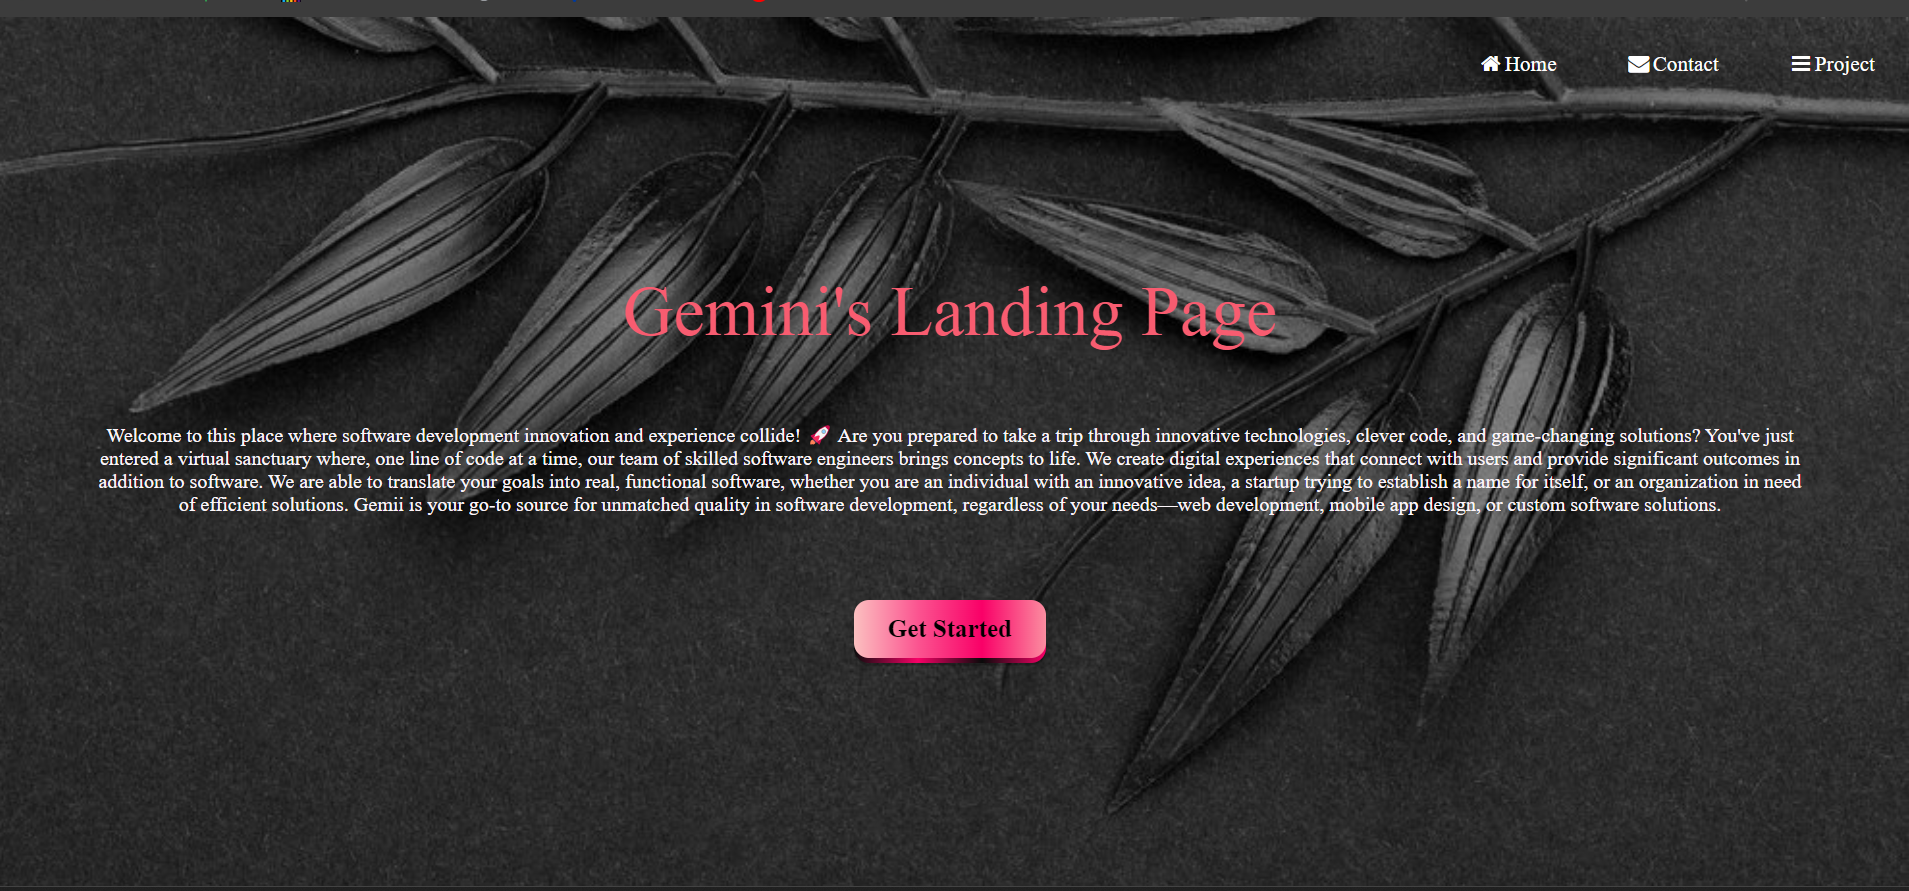 Home Contact Project
Gemini's Landing Page
Welcome to this place where software development innovation and experience collide! 🚀 Are you prepared to take a trip through innovative technologies, clever code, and game-changing solutions? You've just
entered a virtual sanctuary where, one line of code at a time, our team of skilled software engineers brings concepts to life. We create digital experiences that connect with users and provide significant outcomes in
addition to software. We are able to translate your goals into real, functional software, whether you are an individual with an innovative idea, a startup trying to establish a name for itself, or an organization in need
of efficient solutions. Gemii is your go-to source for unmatched quality in software development, regardless of your needs—web development, mobile app design, or custom software solutions.
Get Started